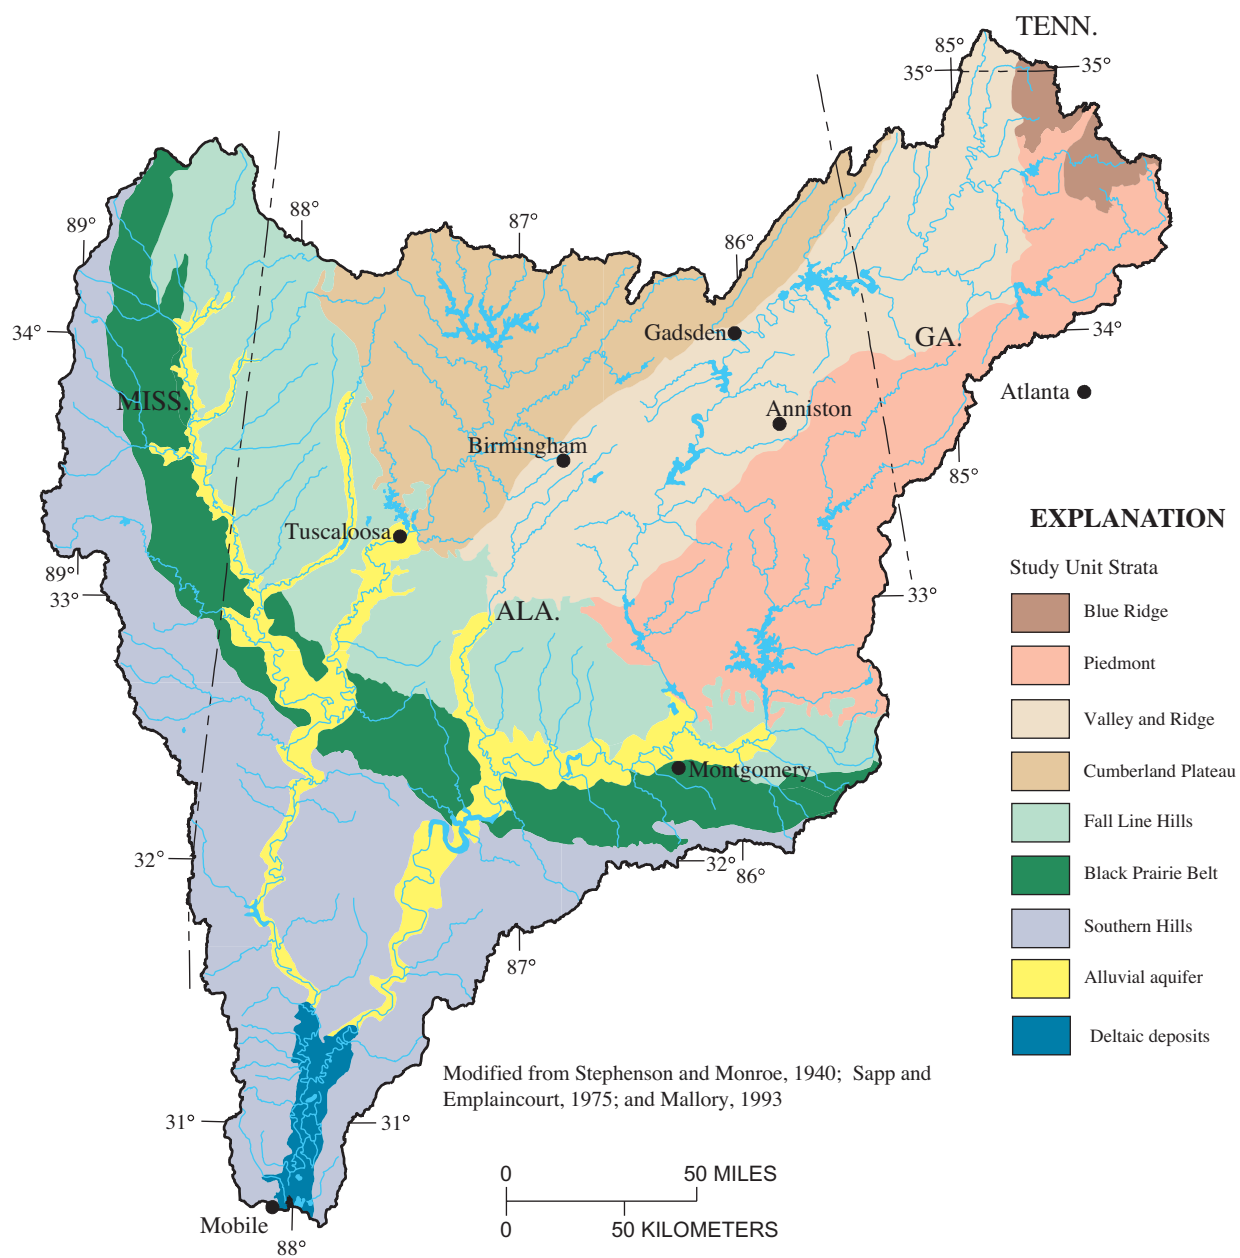 TENN.
85°
35°
35°
89°
88°
87°
86°
34°
Gadsden
GA.
34°
MISS.
Atlanta
Anniston
Birmingham
85°
Tuscaloosa
89°
33°
ALA.
33°
Montgomery
32°
32°
86°
87°
31°
31°
Mobile
88°
EXPLANATION
Study Unit Strata
Blue Ridge
Piedmont
Valley and Ridge
Cumberland Plateau
Fall Line Hills
Black Prairie Belt
Southern Hills
Alluvial aquifer
Deltaic deposits
Modified from Stephenson and Monroe, 1940; Sapp and
Emplaincourt, 1975; and Mallory, 1993
0 50 MILES
0 50 KILOMETERS